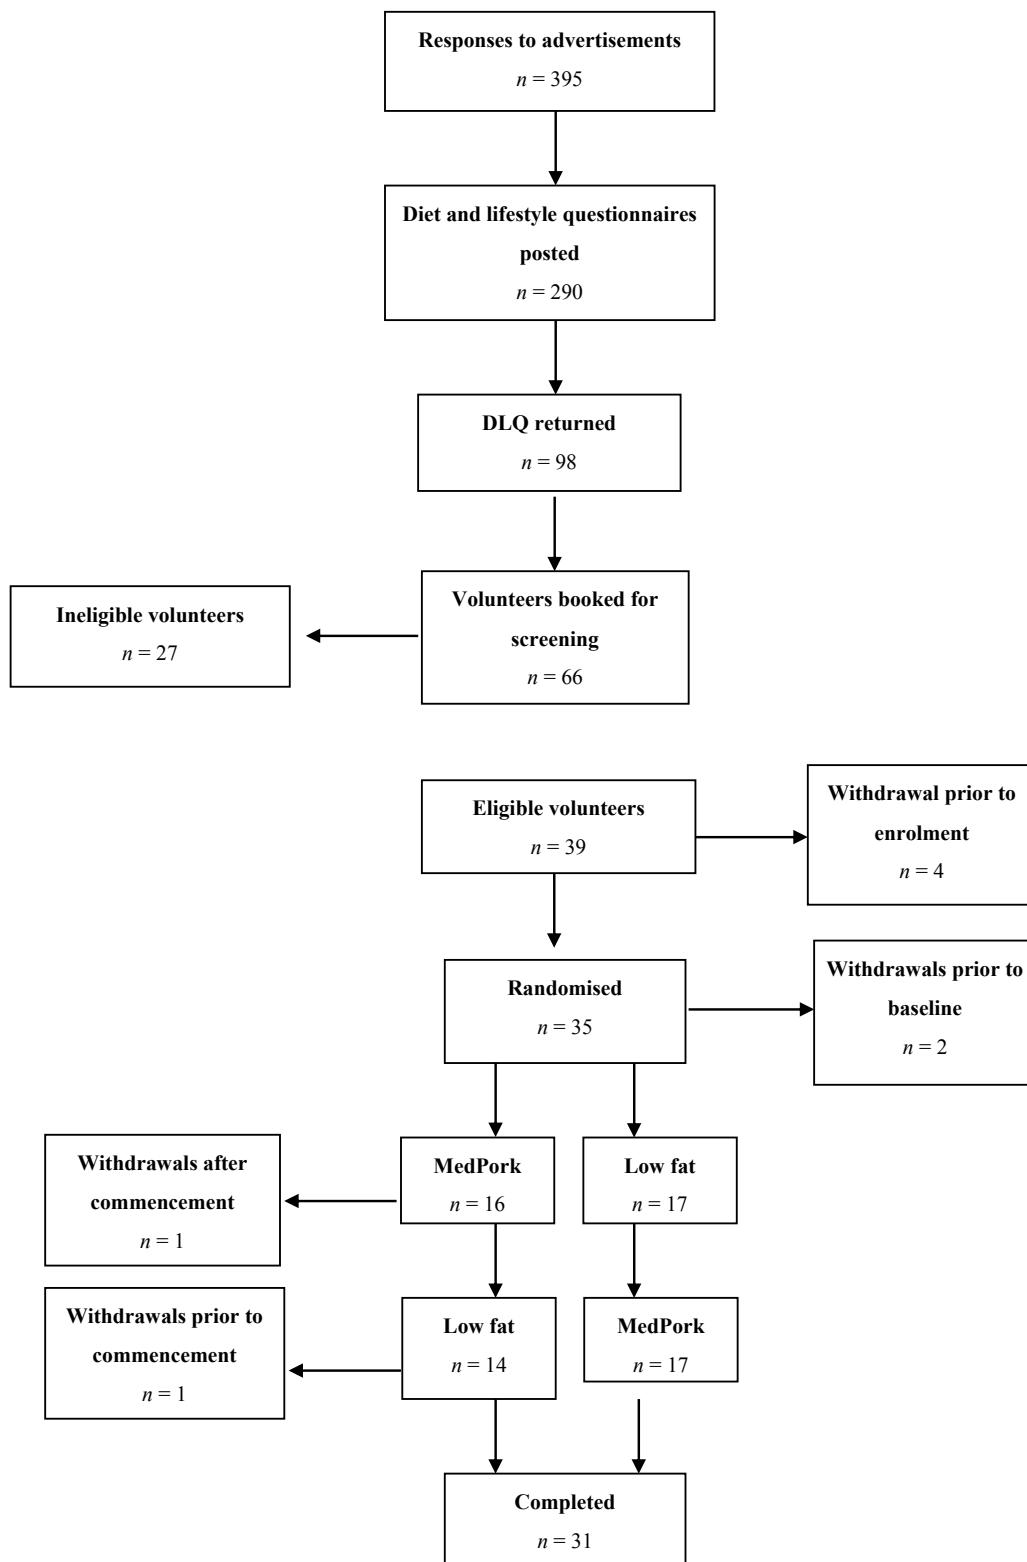 Responses to advertisements
n = 395
Diet and lifestyle questionnaires
posted
n = 290
DLQ returned
n = 98
Volunteers booked for
screening
n = 66
Ineligible volunteers
n = 27
Eligible volunteers
n = 39
Withdrawal prior to
enrolment
n = 4
Randomised
n = 35
Withdrawals prior to
baseline
n = 2
MedPork
n = 16
Low fat
n = 17
Withdrawals after
commencement
n = 1
Low fat
n = 14
MedPork
n = 17
Withdrawals prior to
commencement
n = 1
Completed
n = 31